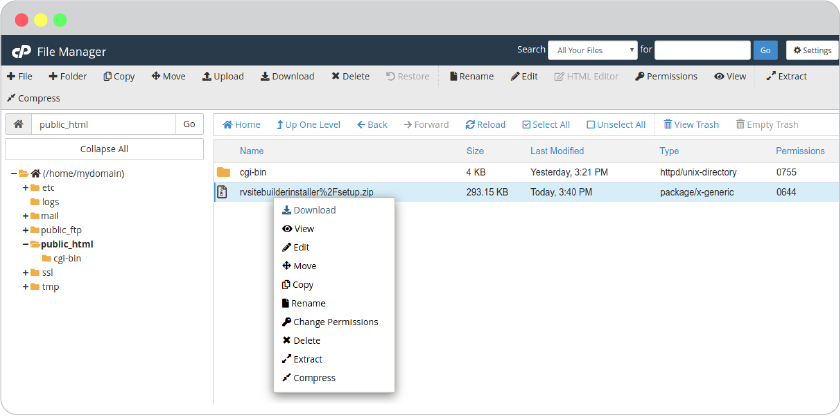 cP File Manager
Search All Your Files for Go Settings
File Folder Copy Move Upload Download Delete Restore Rename Edit HTML Editor Permissions View Extract
Compress
public_html Go Home Up One Level Back Forward Reload Select All Unselect All View Trash Empty Trash
Collapse All
Name Size Last Modified Type Permissions
(/home/mydomain)
cgi-bin 4 KB Yesterday, 3:21 PM httpd/unix-directory 0755
etc
rvsitebuilderinstaller%2Fsetup.zip 293.15 KB Today, 3:40 PM package/x-generic 0644
logs
mail
public_ftp
public_html
cgi-bin
ssl
tmp
Download
View
Edit
Move
Copy
Rename
Change Permissions
Delete
Extract
Compress